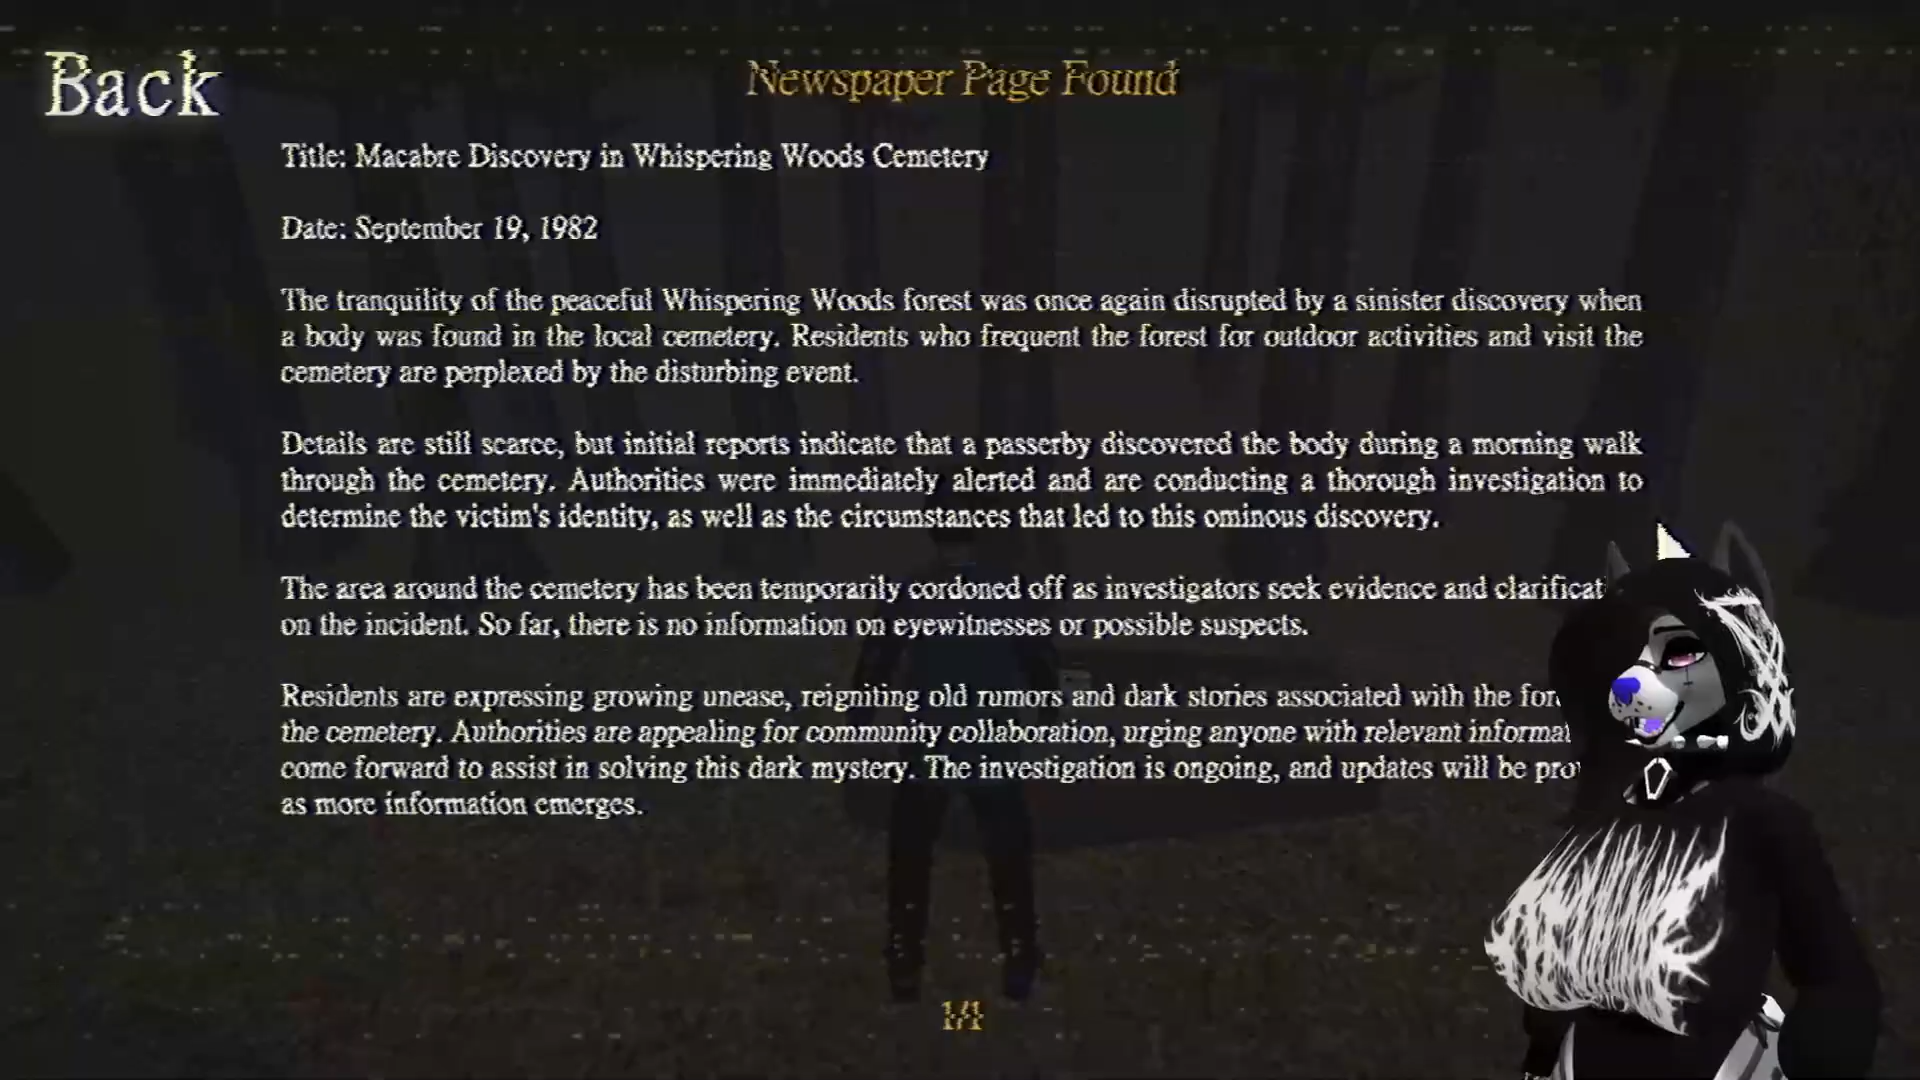 Back
Newspaper Page Found
Title: Macabre Discovery in Whispering Woods Cemetery
Date: September 19, 1982
The tranquility of the peaceful Whispering Woods forest was once again disrupted by a sinister discovery when
a body was found in the local cemetery. Residents who frequent the forest for outdoor activities and visit the
cemetery are perplexed by the disturbing event.
Details are still scarce, but initial reports indicate that a passerby discovered the body during a morning walk
through the cemetery. Authorities were immediately alerted and are conducting a thorough investigation to
determine the victim's identity, as well as the circumstances that led to this ominous discovery.
The area around the cemetery has been temporarily cordoned off as investigators seek evidence and clarificati
on the incident. So far, there is no information on eyewitnesses or possible suspects.
Residents are expressing growing unease, reigniting old rumors and dark stories associated with the for
the cemetery. Authorities are appealing for community collaboration, urging anyone with relevant informat
come forward to assist in solving this dark mystery. The investigation is ongoing, and updates will be prov
as more information emerges.
1/1